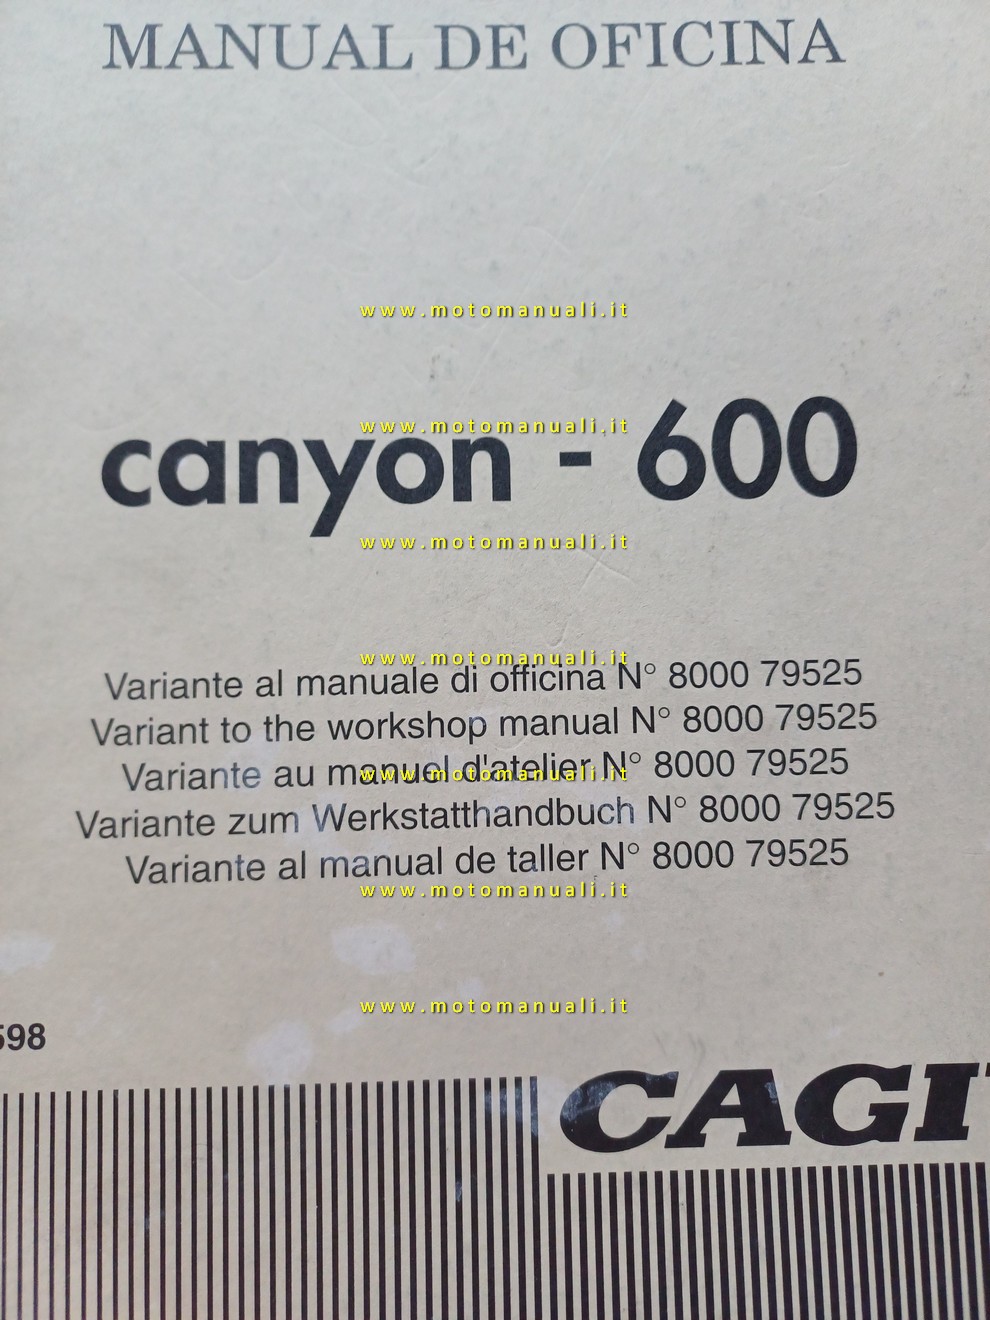 MANUAL DE OFICINA
www.motomanuali.it
www.motomanuali.it
canyon - 600
www.motomanuali.it
www.motomanuali.it
Variante al manuale di officina N° 8000 79525
Variant to the workshop manual N° 8000 79525
Variante au manuel d'atelier N° 8000 79525
www.motomanuali.it
Variante zum Werkstatthandbuch N° 8000 79525
Variante al manual de taller N° 8000 79525
www.motomanuali.it
www.motomanuali.it
598
CAGI